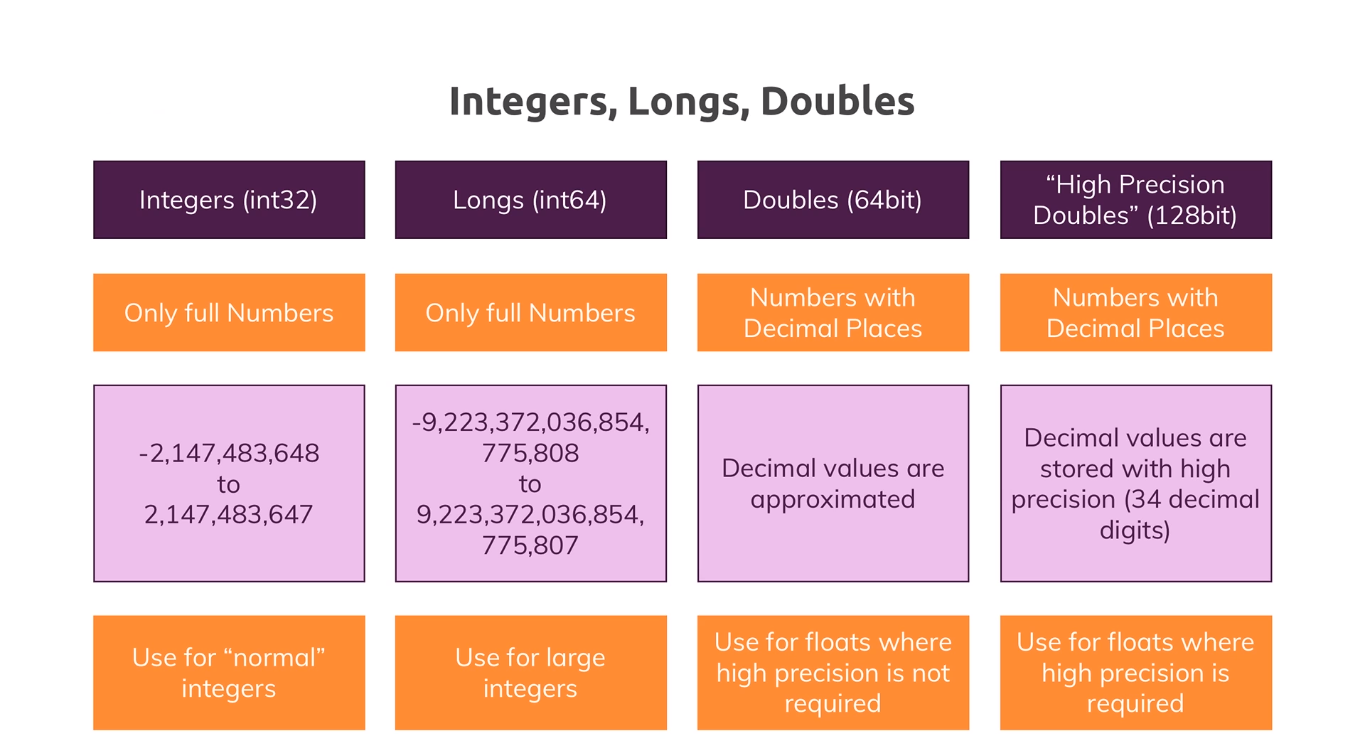 Integers, Longs, Doubles
Integers (int32)
Longs (int64)
Doubles (64bit)
“High Precision
Doubles” (128bit)
Only full Numbers
Only full Numbers
Numbers with
Decimal Places
Numbers with
Decimal Places
-2,147,483,648
to
2,147,483,647
-9,223,372,036,854,
775,808
to
9,223,372,036,854,
775,807
Decimal values are
approximated
Decimal values are
stored with high
precision (34 decimal
digits)
Use for “normal”
integers
Use for large
integers
Use for floats where
high precision is not
required
Use for floats where
high precision is
required